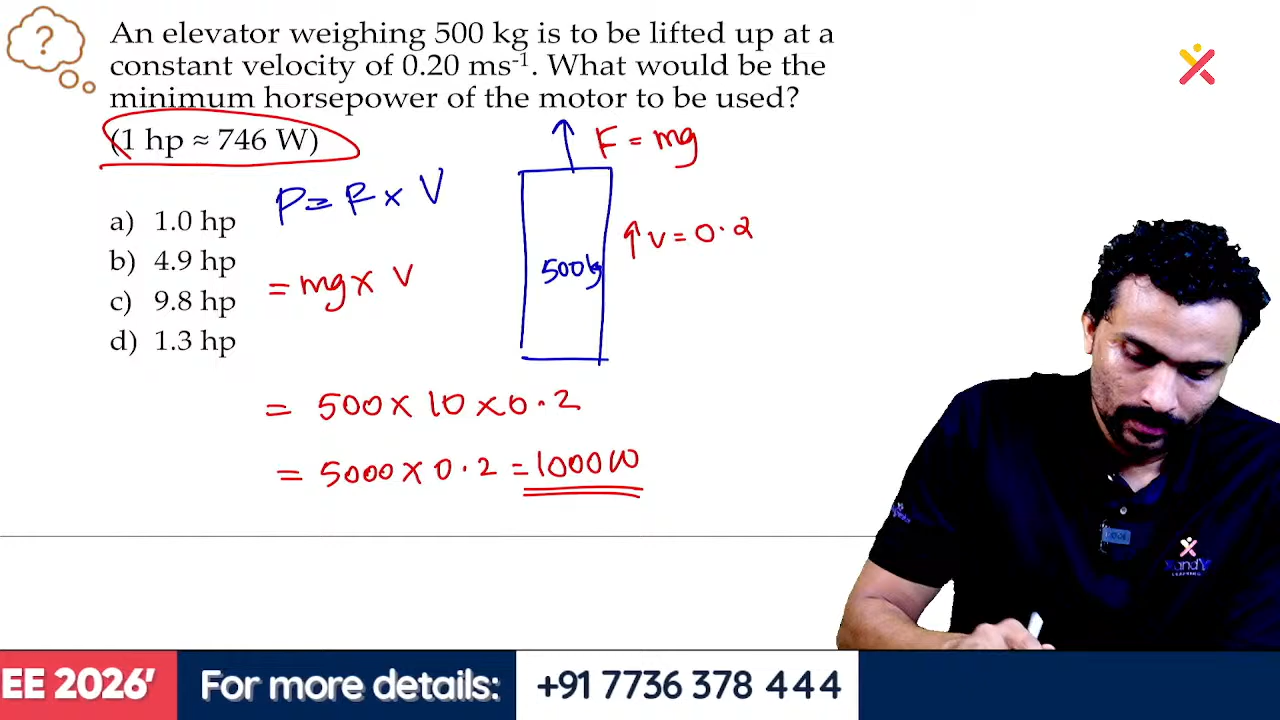 ?
An elevator weighing 500 kg is to be lifted up at a
constant velocity of 0.20 ms⁻¹. What would be the
minimum horsepower of the motor to be used?
(1 hp ≈ 746 W)
F = mg
P = F × V
a) 1.0 hp
v = 0.2
b) 4.9 hp
500kg
= mg × v
c) 9.8 hp
d) 1.3 hp
= 500 × 10 × 0.2
= 5000 × 0.2 = 1000W
XandY
LEARNING
EE 2026’
For more details:
+91 7736 378 444